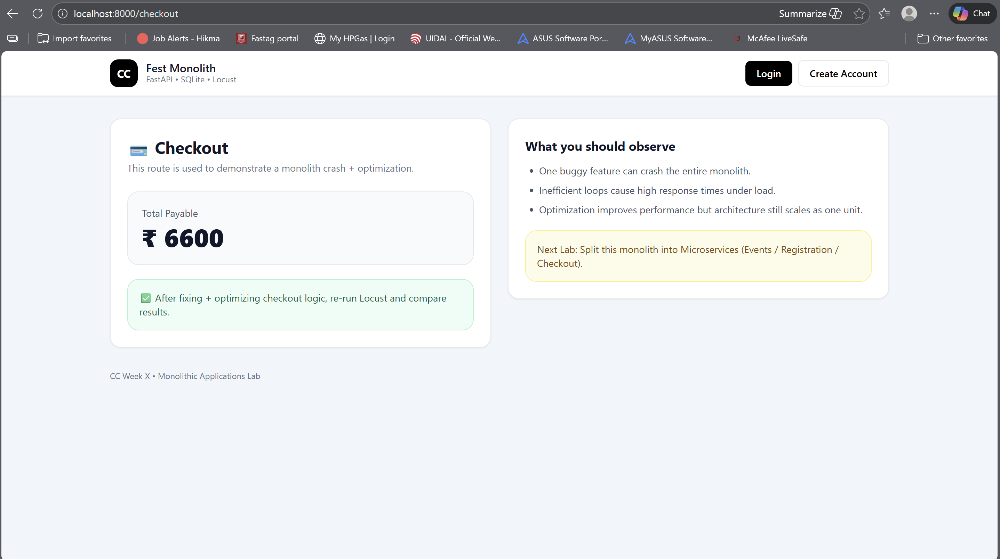 localhost:8000/checkout
Summarize
Chat
Import favorites
Job Alerts - Hikma
Fastag portal
My HPGas | Login
UIDAI - Official We...
ASUS Software Por...
MyASUS Software...
McAfee LiveSafe
Other favorites
CC
Fest Monolith
FastAPI • SQLite • Locust
Login
Create Account
Checkout
This route is used to demonstrate a monolith crash + optimization.
Total Payable
₹ 6600
✅ After fixing + optimizing checkout logic, re-run Locust and compare
results.
What you should observe
• One buggy feature can crash the entire monolith.
• Inefficient loops cause high response times under load.
• Optimization improves performance but architecture still scales as one unit.
Next Lab: Split this monolith into Microservices (Events / Registration /
Checkout).
CC Week X • Monolithic Applications Lab